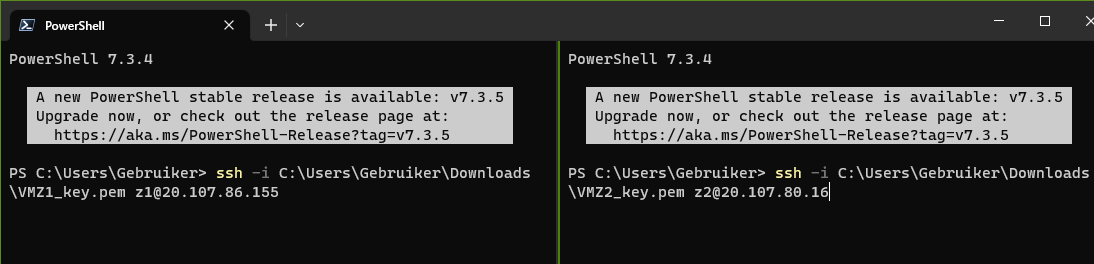 PowerShell
PowerShell 7.3.4
A new PowerShell stable release is available: v7.3.5
Upgrade now, or check out the release page at:
https://aka.ms/PowerShell-Release?tag=v7.3.5
PS C:\Users\Gebruiker> ssh -i C:\Users\Gebruiker\Downloads
\VMZ1_key.pem z1@20.107.86.155
PowerShell 7.3.4
A new PowerShell stable release is available: v7.3.5
Upgrade now, or check out the release page at:
https://aka.ms/PowerShell-Release?tag=v7.3.5
PS C:\Users\Gebruiker> ssh -i C:\Users\Gebruiker\Downloads
\VMZ2_key.pem z2@20.107.80.16